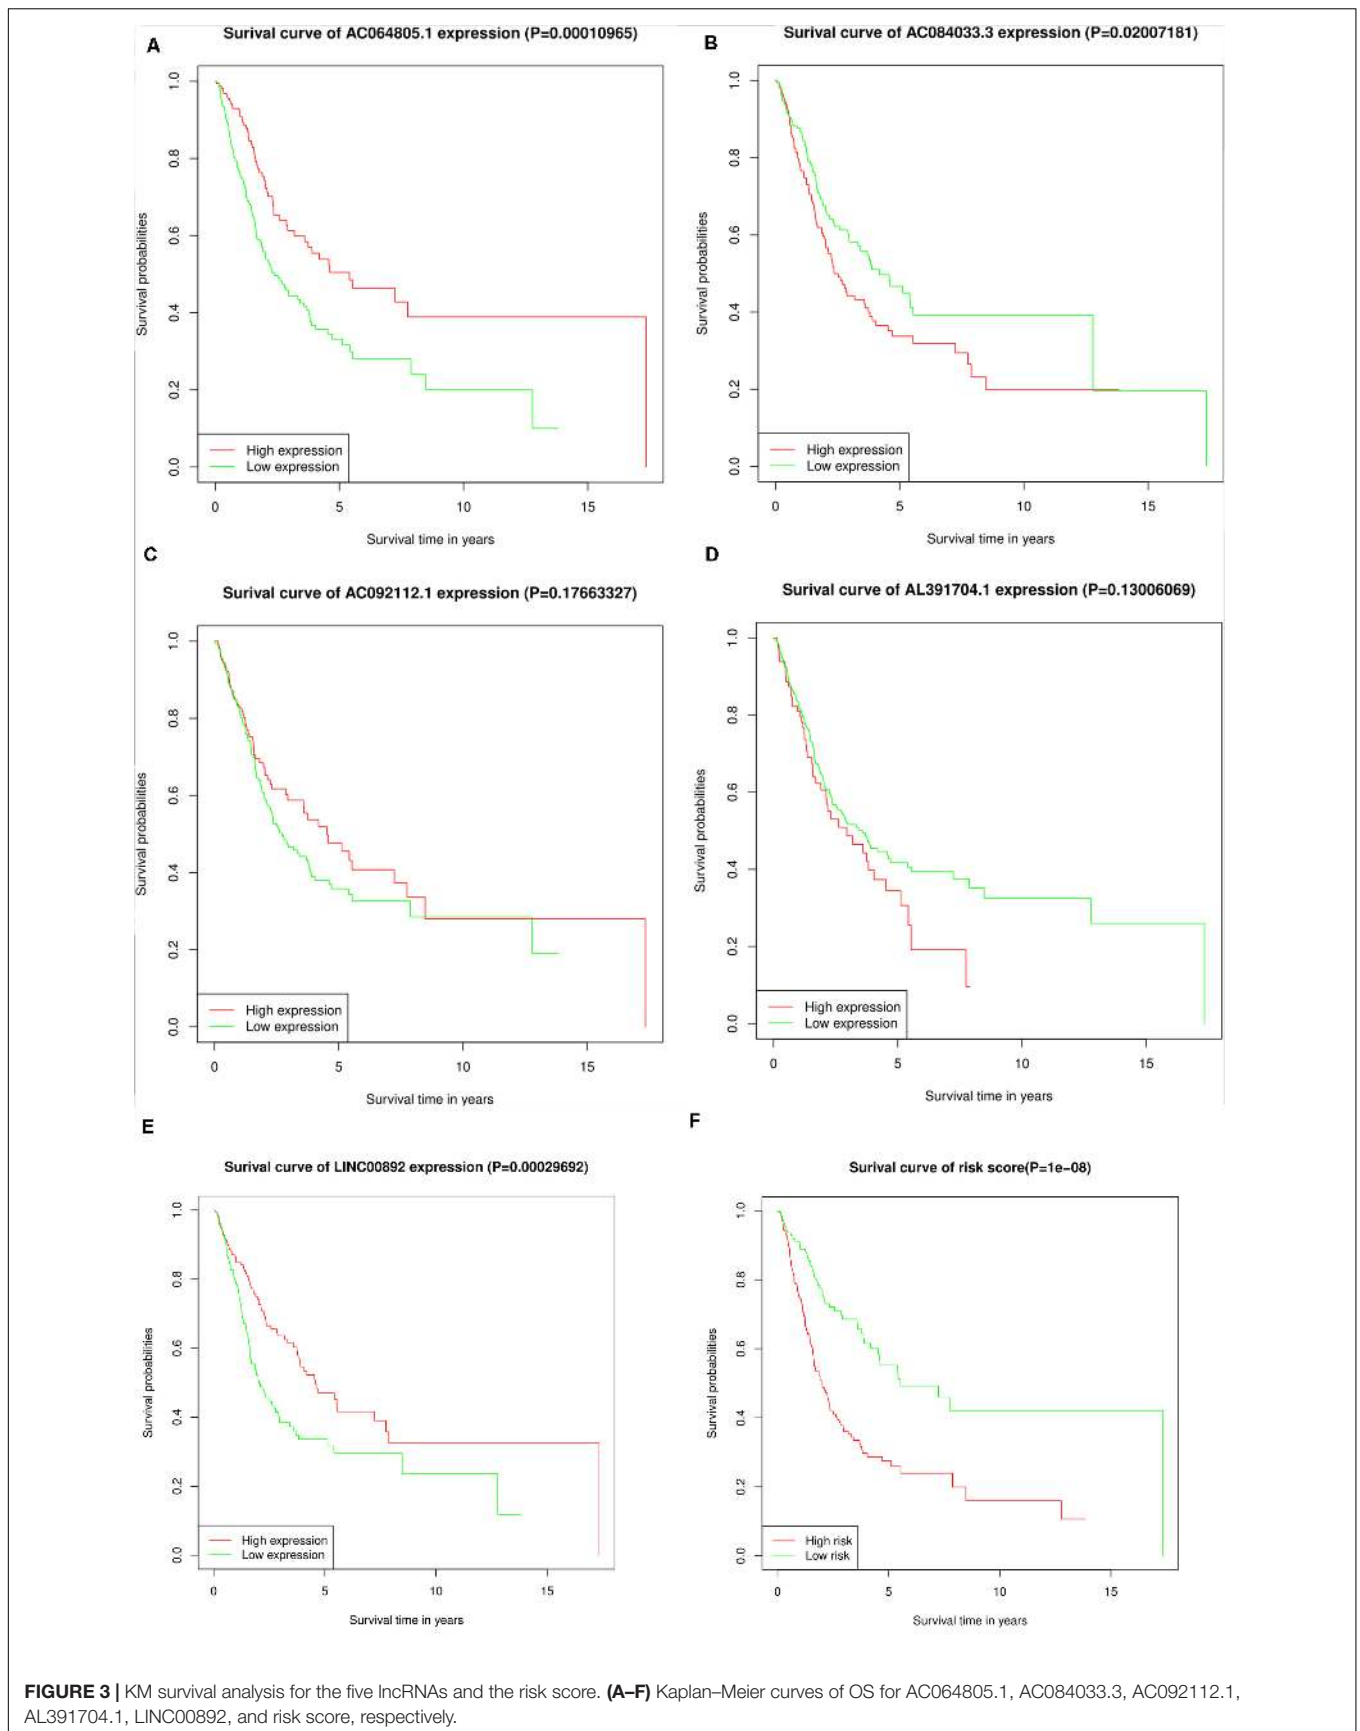 A
Surival curve of AC064805.1 expression (P=0.00010965)
Survival probabilities
1.0
0.8
0.6
0.4
0.2
0.0
High expression
Low expression
0 5 10 15
Survival time in years
B
Surival curve of AC084033.3 expression (P=0.02007181)
Survival probabilities
1.0
0.8
0.6
0.4
0.2
0.0
High expression
Low expression
0 5 10 15
Survival time in years
C
Surival curve of AC092112.1 expression (P=0.17663327)
Survival probabilities
1.0
0.8
0.6
0.4
0.2
0.0
High expression
Low expression
0 5 10 15
Survival time in years
D
Surival curve of AL391704.1 expression (P=0.13006069)
Survival probabilities
1.0
0.8
0.6
0.4
0.2
0.0
High expression
Low expression
0 5 10 15
Survival time in years
E
Surival curve of LINC00892 expression (P=0.00029692)
Survival probabilities
1.0
0.8
0.6
0.4
0.2
0.0
High expression
Low expression
0 5 10 15
Survival time in years
F
Surival curve of risk score(P=1e−08)
Survival probabilities
1.0
0.8
0.6
0.4
0.2
0.0
High risk
Low risk
0 5 10 15
Survival time in years
FIGURE 3 | KM survival analysis for the five lncRNAs and the risk score. (A–F) Kaplan–Meier curves of OS for AC064805.1, AC084033.3, AC092112.1,
AL391704.1, LINC00892, and risk score, respectively.